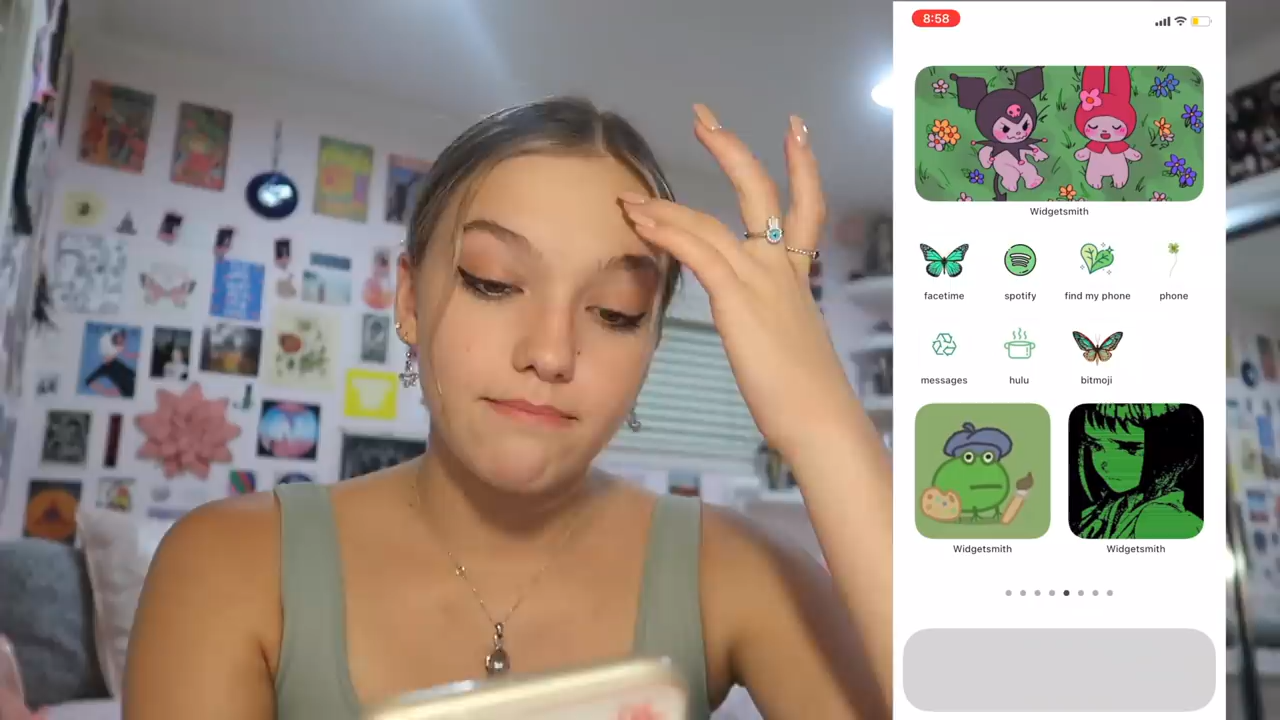 8:58
Widgetsmith
facetime spotify find my phone phone
messages hulu bitmoji
Widgetsmith Widgetsmith